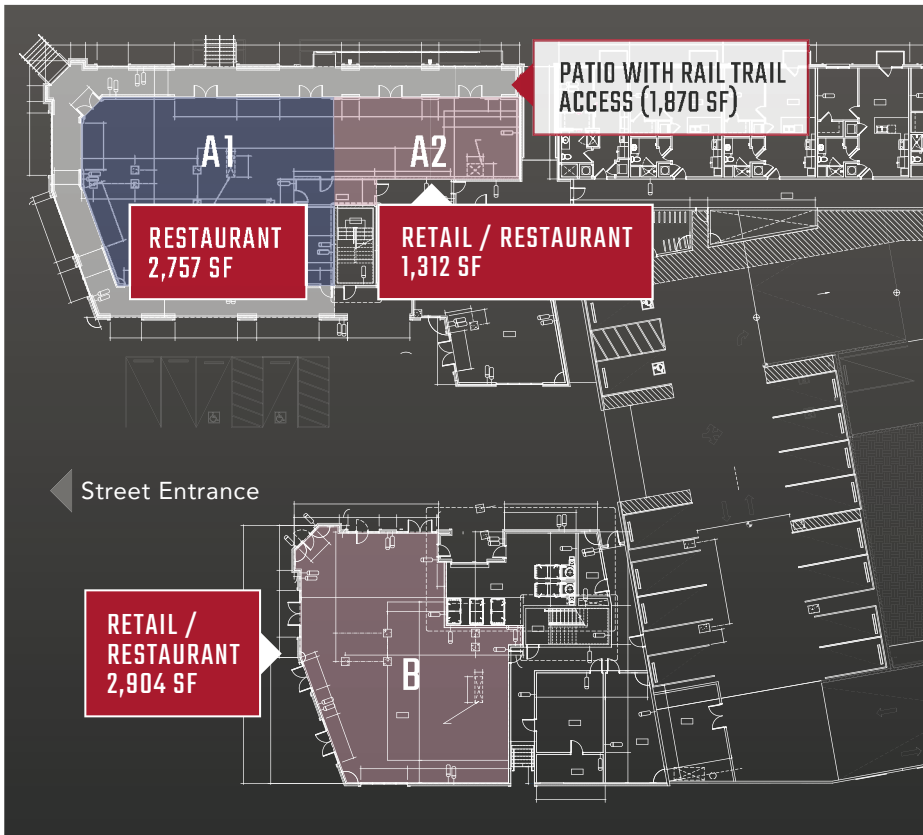 PATIO WITH RAIL TRAIL
ACCESS (1,870 SF)
A1
A2
RESTAURANT
2,757 SF
RETAIL / RESTAURANT
1,312 SF
Street Entrance
RETAIL /
RESTAURANT
2,904 SF
B